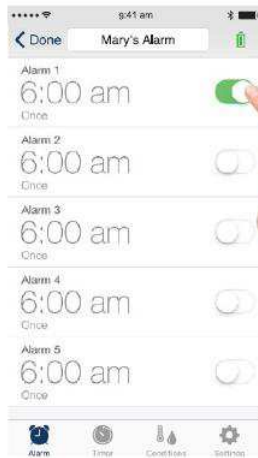 9:41 am
Done
Mary's Alarm
Alarm 1
6:00 am
Once
Alarm 2
6:00 am
Once
Alarm 3
6:00 am
Once
Alarm 4
6:00 am
Once
Alarm 5
6:00 am
Once
Alarm
Timer
Conditions
Settings